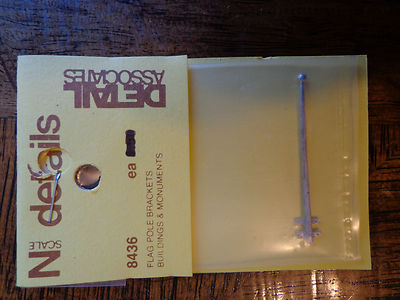 DETAIL
ASSOCIATES
N details
SCALE
8436 ea
FLAG POLE BRACKETS
BUILDINGS & MONUMENTS